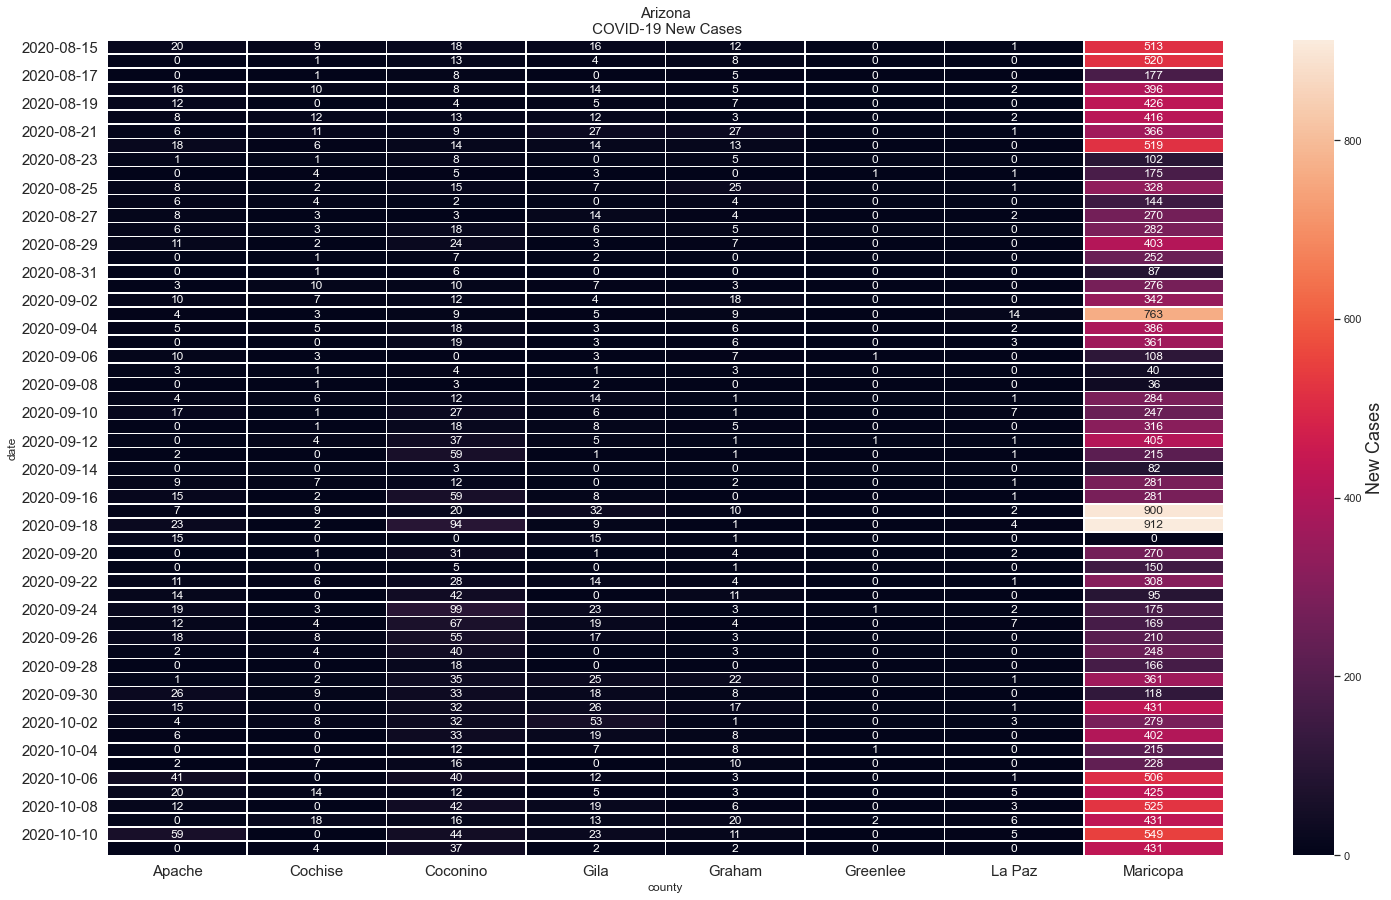 Arizona
COVID-19 New Cases
2020-08-15 20 9 18 16 12 0 1 513
0 1 13 4 8 0 0 520
2020-08-17 0 1 8 0 5 0 0 177
16 10 8 14 5 0 2 396
2020-08-19 12 0 4 5 7 0 0 426
8 12 13 12 3 0 2 416
2020-08-21 6 11 9 27 27 0 1 366
18 6 14 14 13 0 0 519
2020-08-23 1 1 8 0 5 0 0 102
0 4 5 3 0 1 1 175
2020-08-25 8 2 15 7 25 0 1 328
6 4 2 0 4 0 0 144
2020-08-27 8 3 3 14 4 0 2 270
6 3 18 6 5 0 0 282
2020-08-29 11 2 24 3 7 0 0 403
0 1 7 2 0 0 0 252
2020-08-31 0 1 6 0 0 0 0 87
3 10 10 7 3 0 0 276
2020-09-02 10 7 12 4 18 0 0 342
4 3 9 5 9 0 14 763
2020-09-04 5 5 18 3 6 0 2 386
0 0 19 3 6 0 3 361
2020-09-06 10 3 0 3 7 1 0 108
3 1 4 1 3 0 0 40
2020-09-08 0 1 3 2 0 0 0 36
4 6 12 14 1 0 1 284
2020-09-10 17 1 27 6 1 0 7 247
0 1 18 8 5 0 0 316
2020-09-12 0 4 37 5 1 1 1 405
2 0 59 1 1 0 1 215
2020-09-14 0 0 3 0 0 0 0 82
9 7 12 0 2 0 1 281
2020-09-16 15 2 59 8 0 0 1 281
7 9 20 32 10 0 2 900
2020-09-18 23 2 94 9 1 0 4 912
15 0 0 15 1 0 0 0
2020-09-20 0 1 31 1 4 0 2 270
0 0 5 0 1 0 0 150
2020-09-22 11 6 28 14 4 0 1 308
14 0 42 0 11 0 0 95
2020-09-24 19 3 99 23 3 1 2 175
12 4 67 19 4 0 7 169
2020-09-26 18 8 55 17 3 0 0 210
2 4 40 0 3 0 0 248
2020-09-28 0 0 18 0 0 0 0 166
1 2 35 25 22 0 1 361
2020-09-30 26 9 33 18 8 0 0 118
15 0 32 26 17 0 1 431
2020-10-02 4 8 32 53 1 0 3 279
6 0 33 19 8 0 0 402
2020-10-04 0 0 12 7 8 1 0 215
2 7 16 0 10 0 0 228
2020-10-06 41 0 40 12 3 0 1 506
20 14 12 5 3 0 5 425
2020-10-08 12 0 42 19 6 0 3 525
0 18 16 13 20 2 6 431
2020-10-10 59 0 44 23 11 0 5 549
0 4 37 2 2 0 0 431
Apache Cochise Coconino Gila Graham Greenlee La Paz Maricopa
county
date
800
600
400
200
0
New Cases